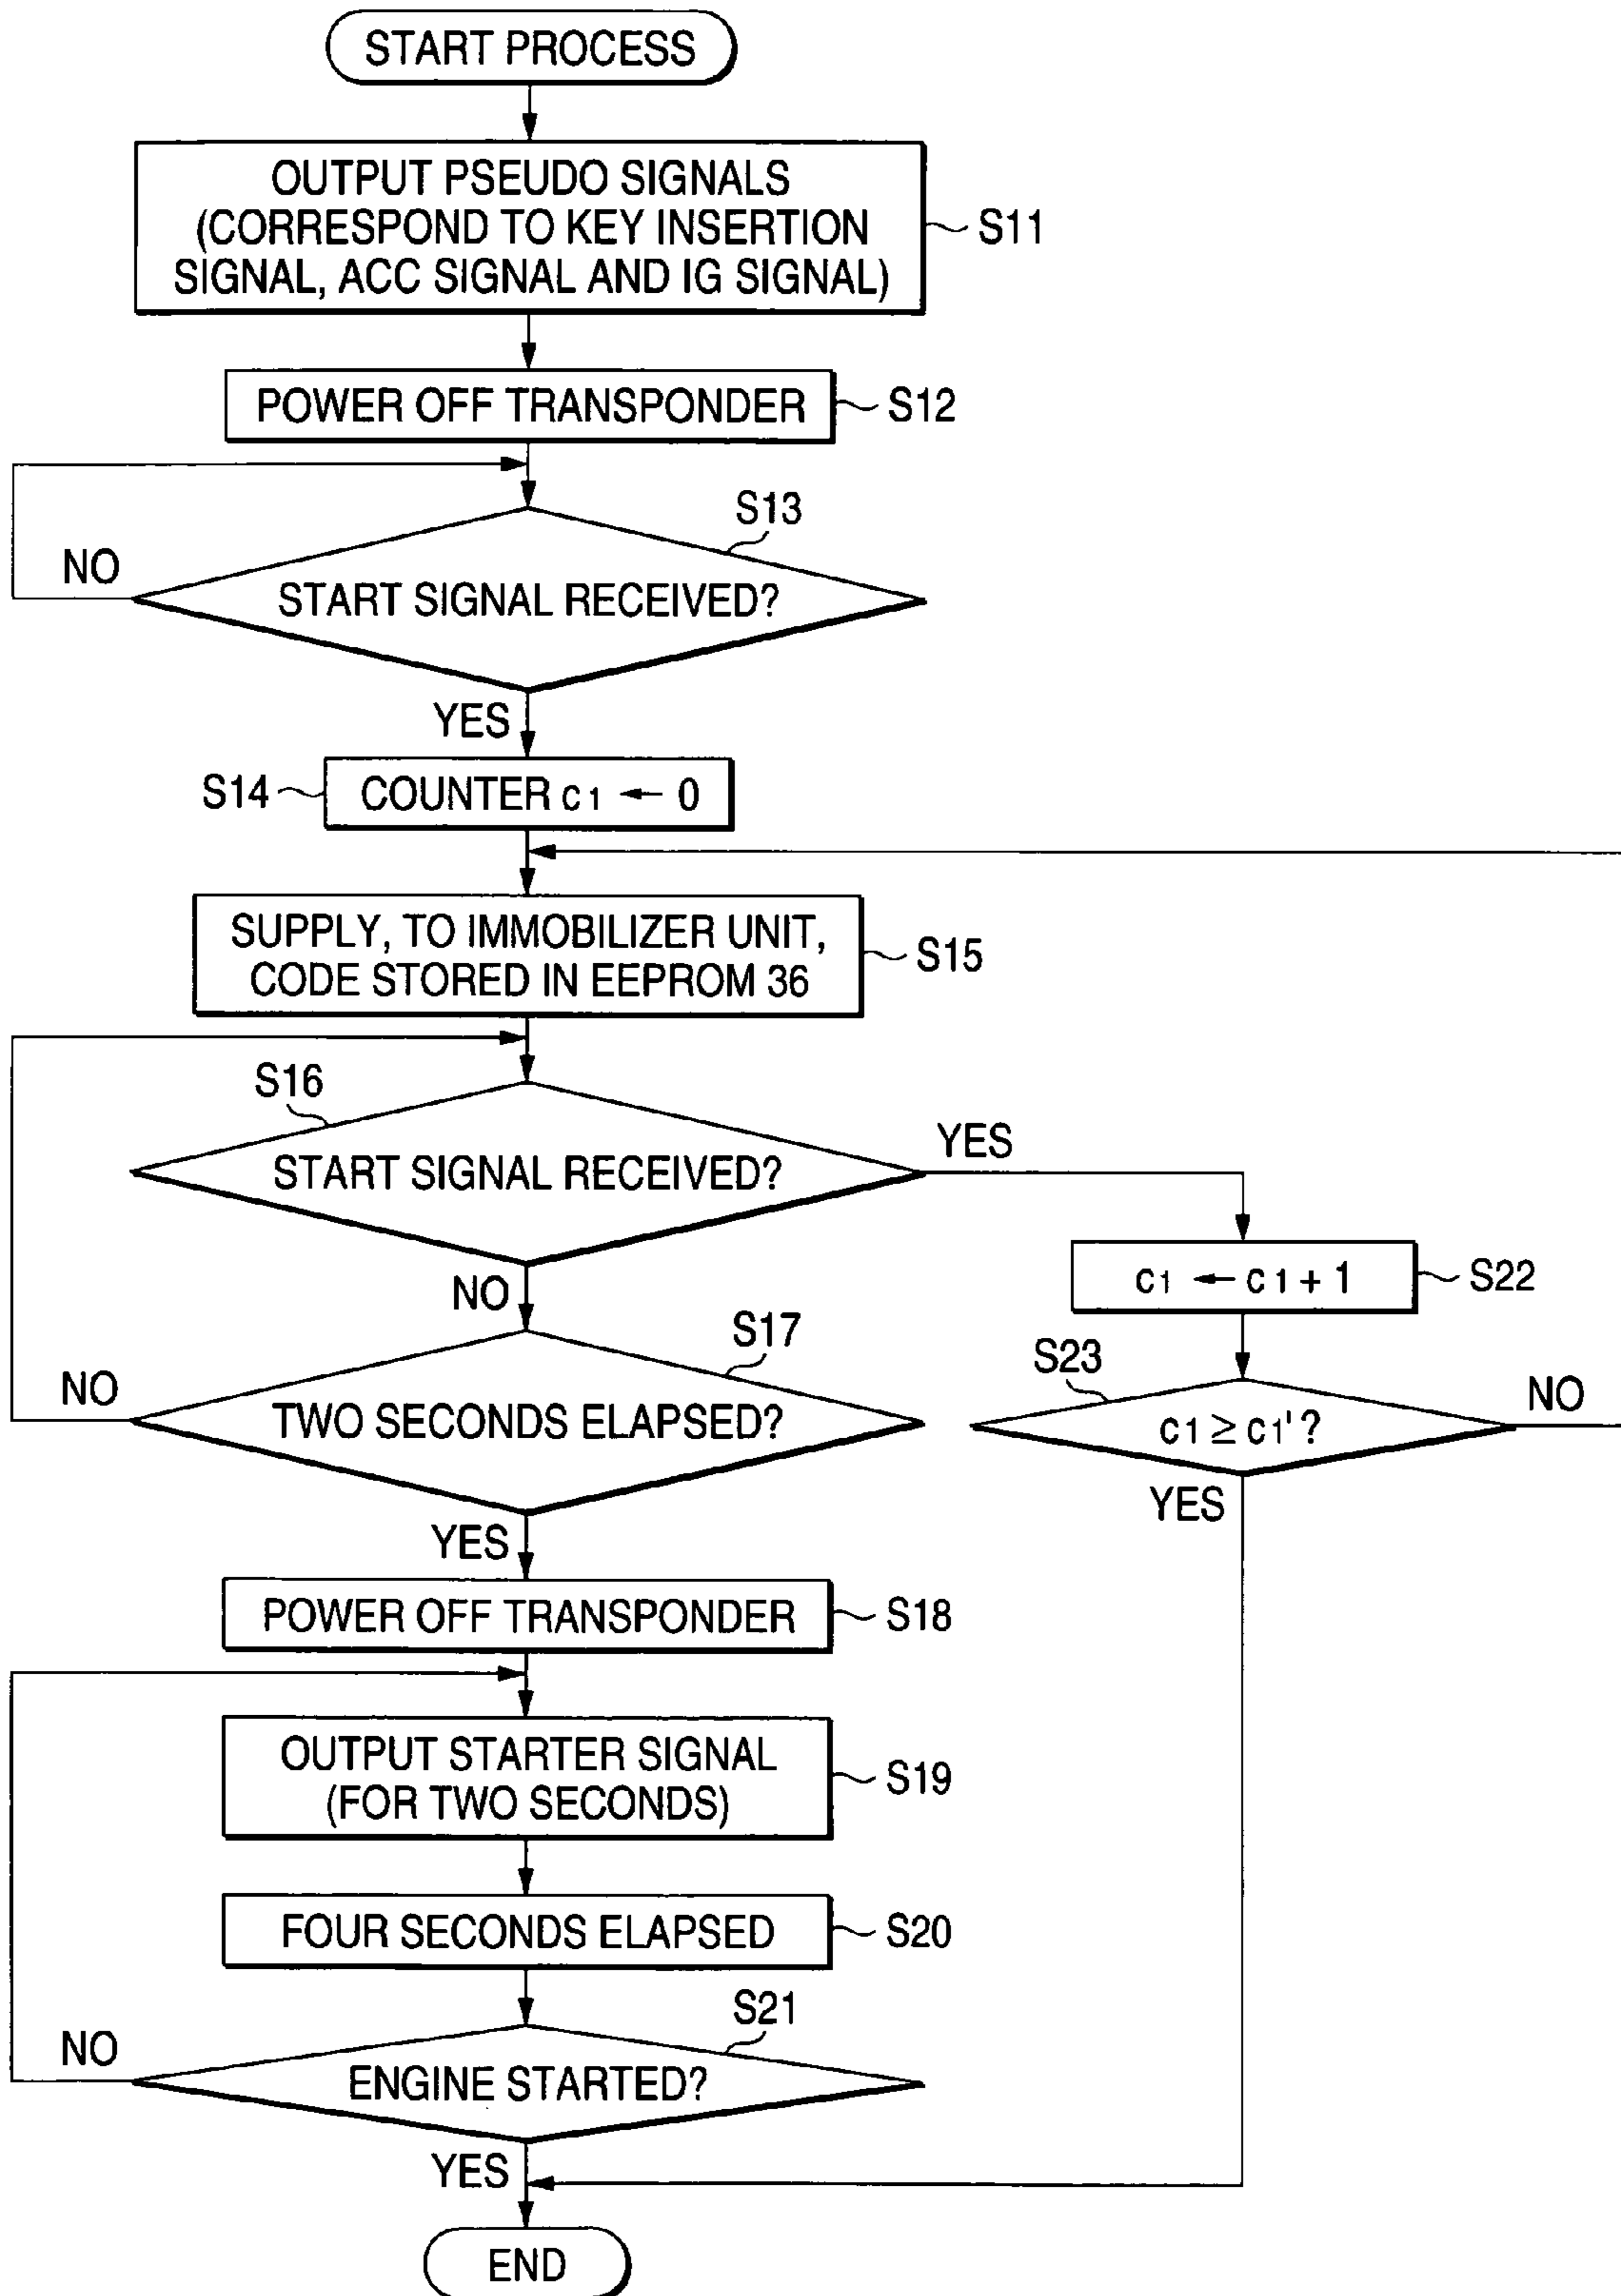 START PROCESS
OUTPUT PSEUDO SIGNALS
(CORRESPOND TO KEY INSERTION
SIGNAL, ACC SIGNAL AND IG SIGNAL)
S11
POWER OFF TRANSPONDER
S12
S13
NO
START SIGNAL RECEIVED?
YES
S14
COUNTER c1 ← 0
SUPPLY, TO IMMOBILIZER UNIT,
CODE STORED IN EEPROM 36
S15
S16
START SIGNAL RECEIVED?
YES
NO
c1 ← c1 + 1
S22
S17
NO
TWO SECONDS ELAPSED?
S23
c1 ≥ c1'?
NO
YES
YES
POWER OFF TRANSPONDER
S18
OUTPUT STARTER SIGNAL
(FOR TWO SECONDS)
S19
FOUR SECONDS ELAPSED
S20
S21
NO
ENGINE STARTED?
YES
END